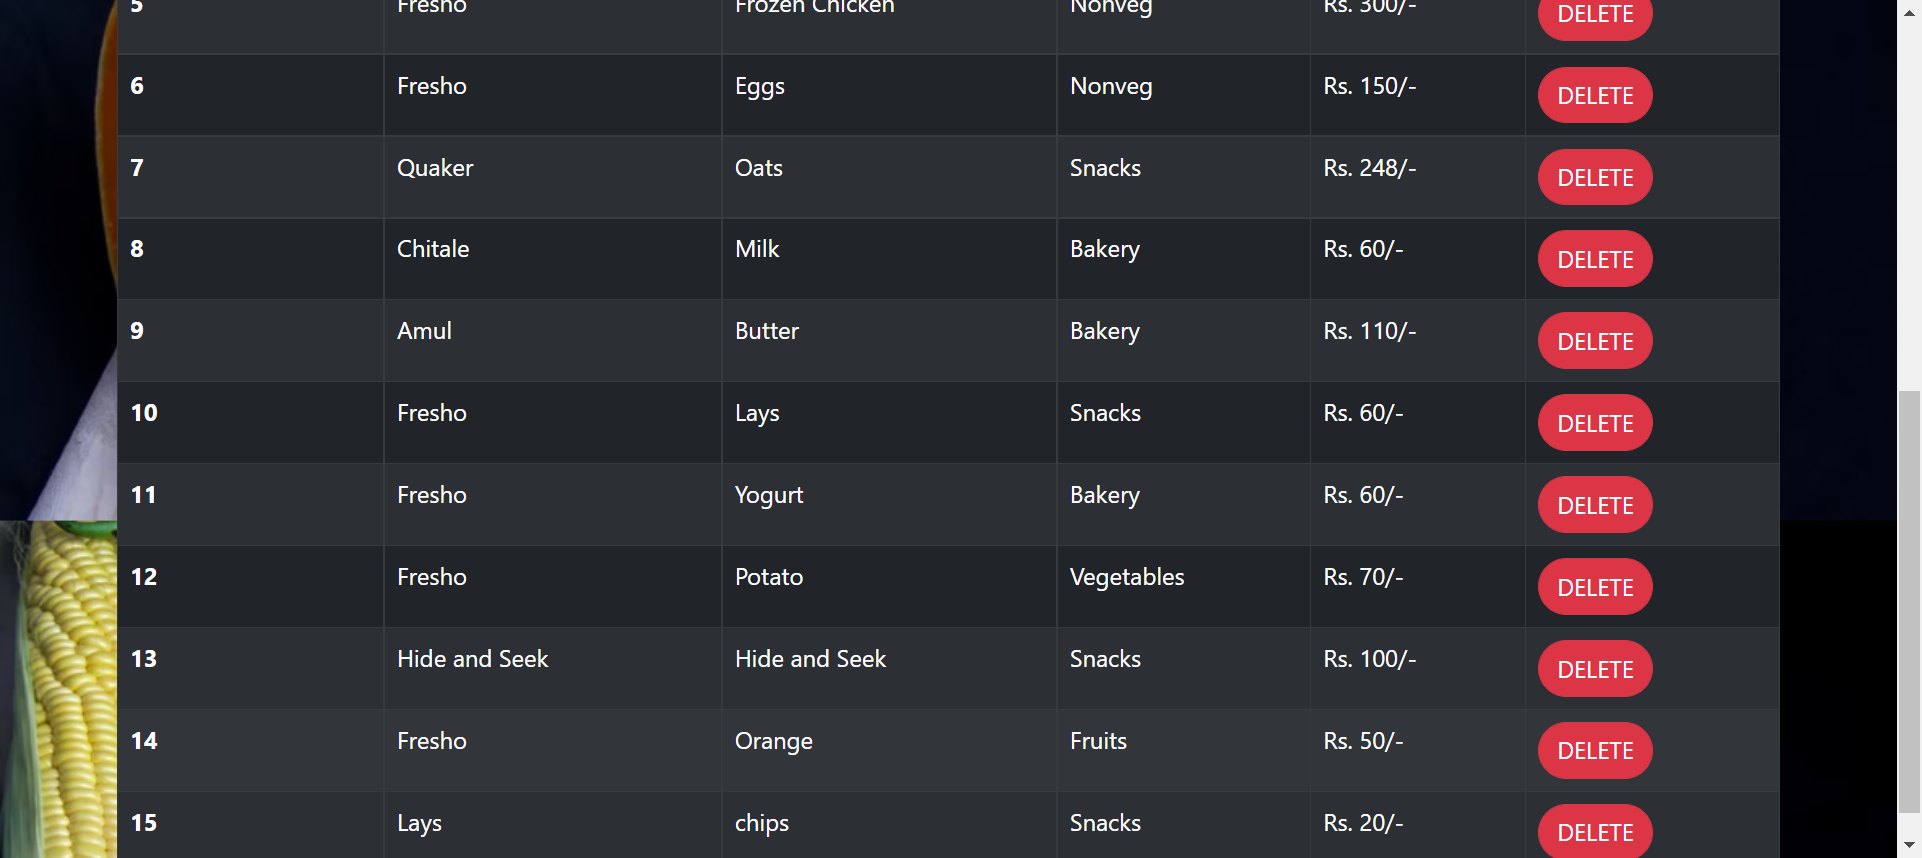 5 Fresho Frozen Chicken Nonveg Rs. 300/- DELETE
6 Fresho Eggs Nonveg Rs. 150/- DELETE
7 Quaker Oats Snacks Rs. 248/- DELETE
8 Chitale Milk Bakery Rs. 60/- DELETE
9 Amul Butter Bakery Rs. 110/- DELETE
10 Fresho Lays Snacks Rs. 60/- DELETE
11 Fresho Yogurt Bakery Rs. 60/- DELETE
12 Fresho Potato Vegetables Rs. 70/- DELETE
13 Hide and Seek Hide and Seek Snacks Rs. 100/- DELETE
14 Fresho Orange Fruits Rs. 50/- DELETE
15 Lays chips Snacks Rs. 20/- DELETE